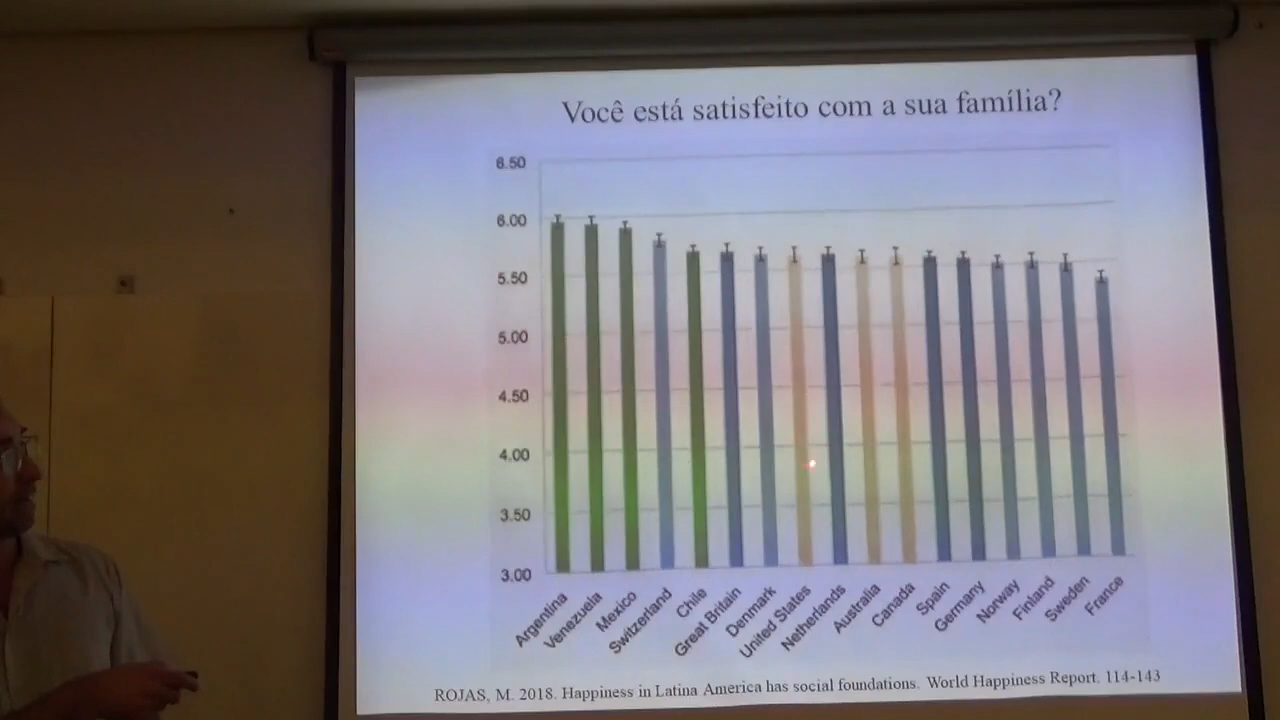 Você está satisfeito com a sua família?
6.50
6.00
5.50
5.00
4.50
4.00
3.50
3.00
Argentina
Venezuela
Mexico
Switzerland
Chile
Great Britain
Denmark
United States
Netherlands
Australia
Canada
Spain
Germany
Norway
Finland
Sweden
France
ROJAS, M. 2018. Happiness in Latina America has social foundations. World Happiness Report. 114-143